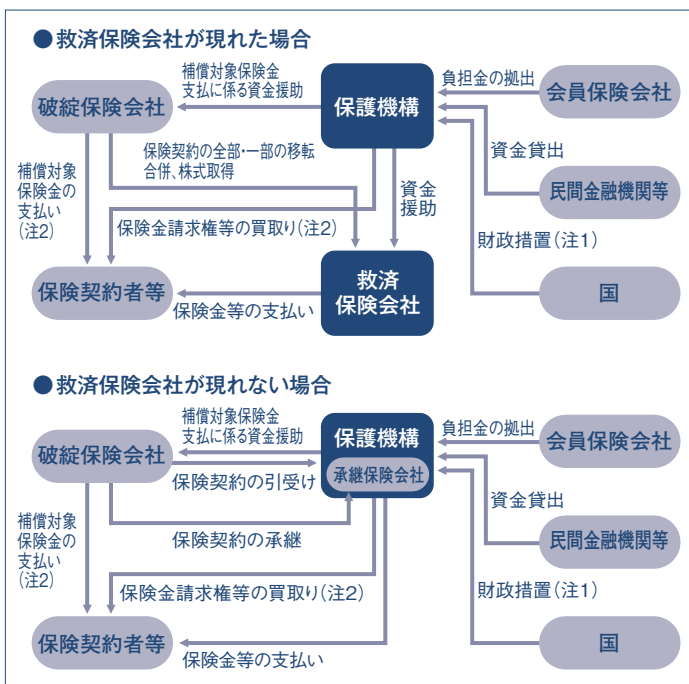 ●救済保険会社が現れた場合
補償対象保険金
支払に係る資金援助
負担金の拠出
破綻保険会社
保護機構
会員保険会社
資金貸出
保険契約の全部・一部の移転
合併、株式取得
補償対象
保険金の
支払い
(注2)
資金
援助
民間金融機関等
保険金請求権等の買取り(注2)
財政措置(注1)
保険契約者等
救済
保険会社
国
保険金等の支払い
●救済保険会社が現れない場合
補償対象保険金
支払に係る資金援助
負担金の拠出
破綻保険会社
保護機構
承継保険会社
会員保険会社
保険契約の引受け
資金貸出
補償対象
保険金の
支払い
(注2)
保険契約の承継
民間金融機関等
保険金請求権等の買取り(注2)
財政措置(注1)
保険契約者等
国
保険金等の支払い